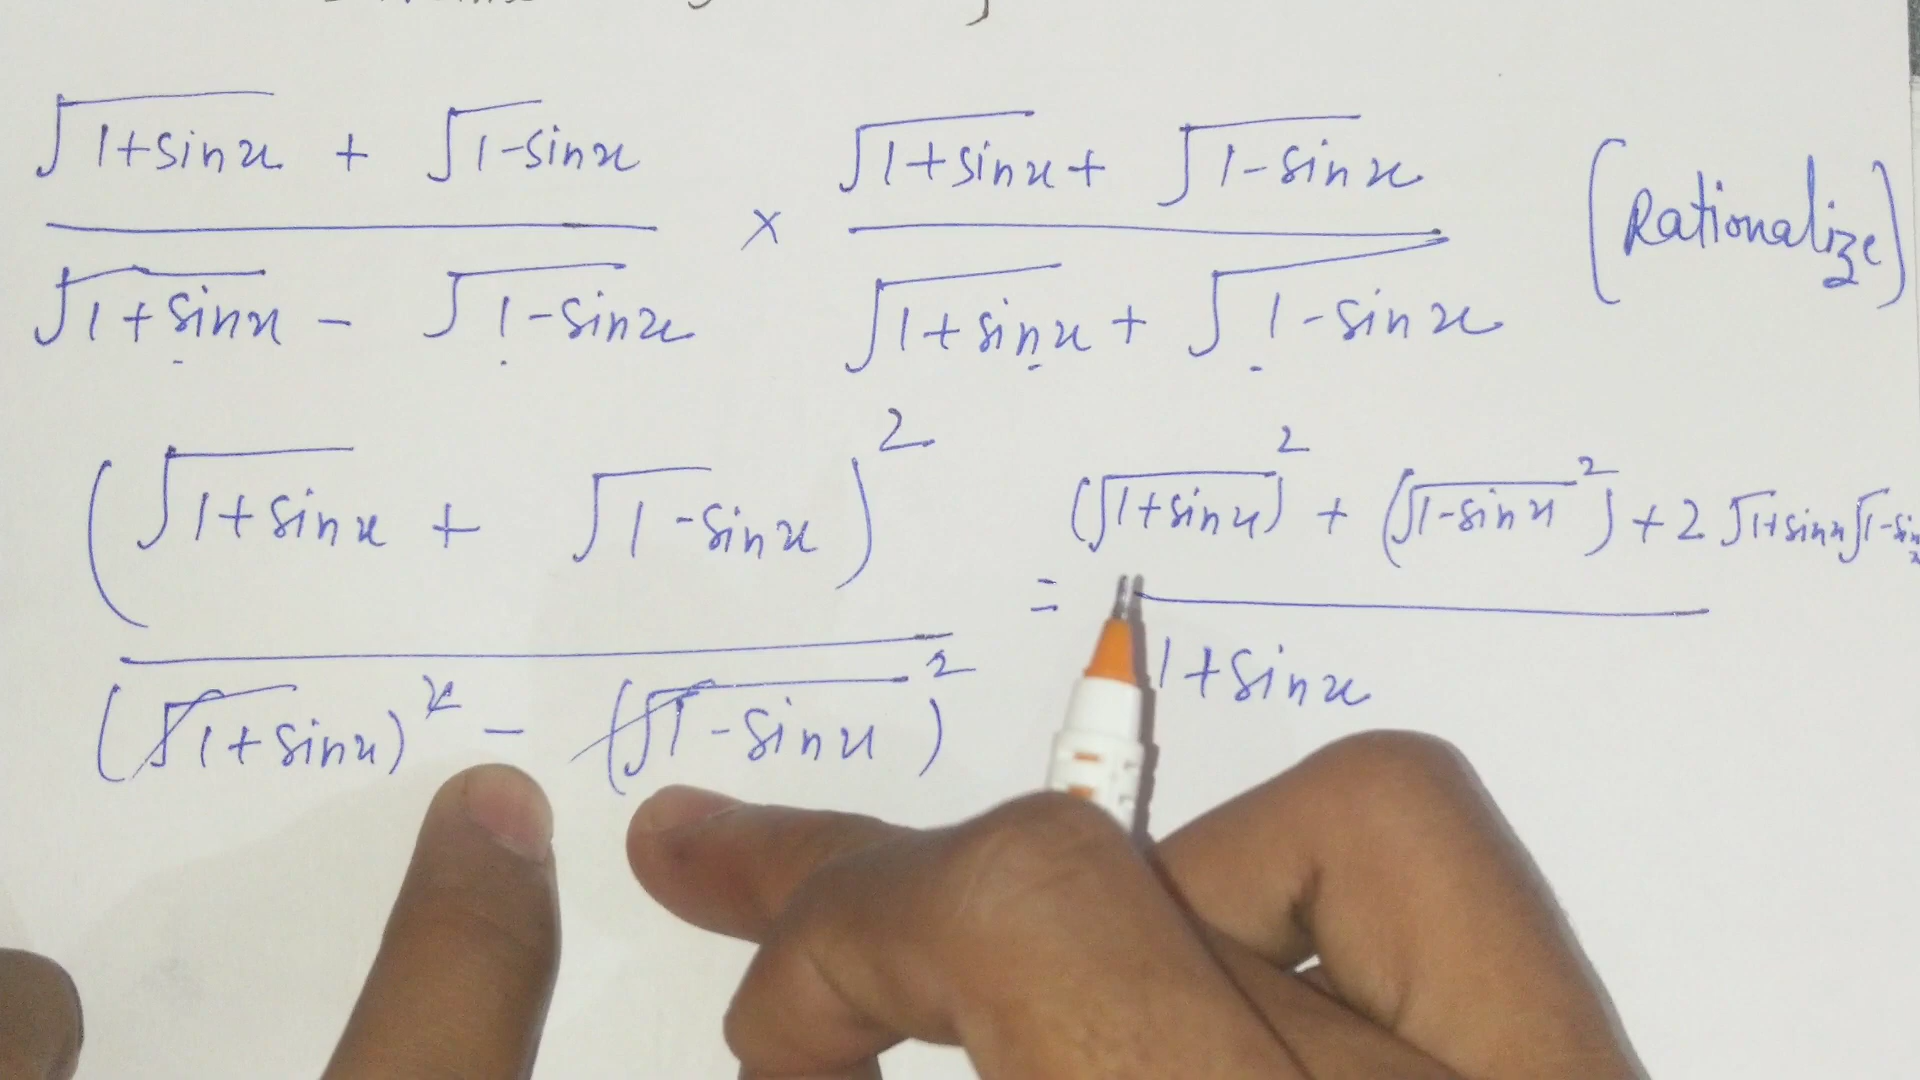 (√1+sinx + √1-sinx) / (√1+sinx - √1-sinx) × (√1+sinx + √1-sinx) / (√1+sinx + √1-sinx) (Rationalize)
(√1+sinx + √1-sinx)² / (√1+sinx)² - (√1-sinx)² = (√1+sinx)² + (√1-sinx²) + 2√1+sinx√1-sinx / 1+sinx